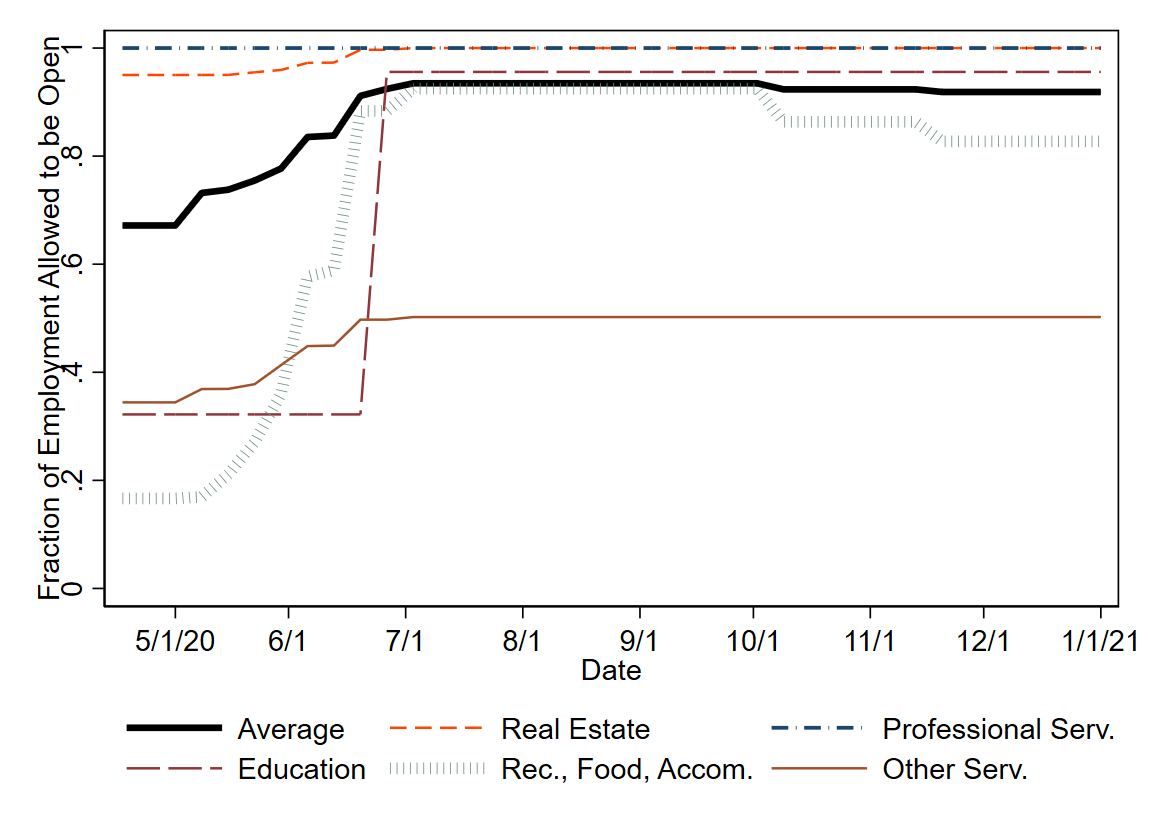 Fraction of Employment Allowed to be Open
1
.8
.6
.4
.2
0
5/1/20 6/1 7/1 8/1 9/1 10/1 11/1 12/1 1/1/21
Date
Average Real Estate Professional Serv.
Education Rec., Food, Accom. Other Serv.